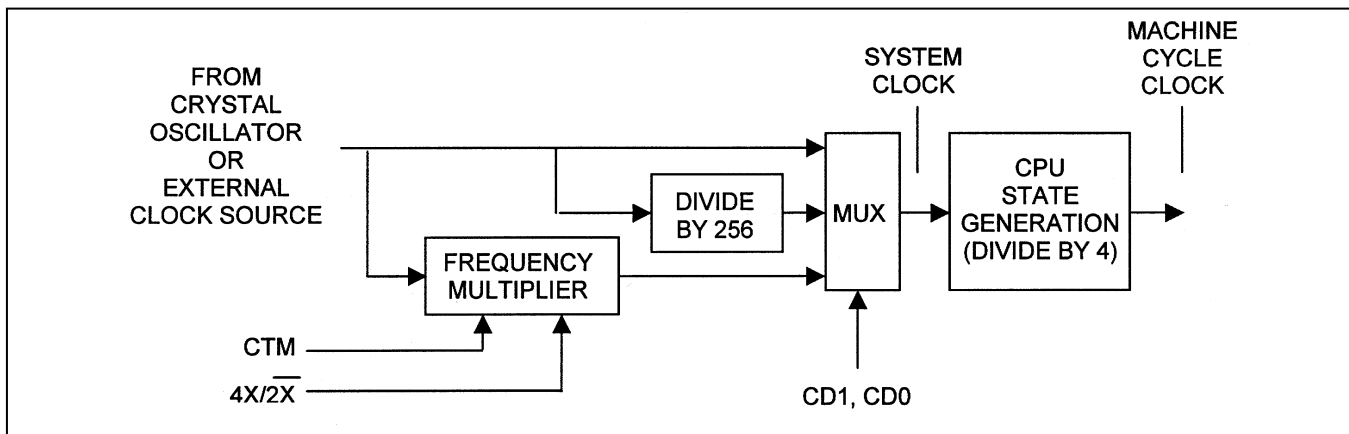 FROM
CRYSTAL
OSCILLATOR
OR
EXTERNAL
CLOCK SOURCE
FREQUENCY
MULTIPLIER
CTM
4X/2X̅
DIVIDE
BY 256
MUX
CD1, CD0
SYSTEM
CLOCK
CPU
STATE
GENERATION
(DIVIDE BY 4)
MACHINE
CYCLE
CLOCK